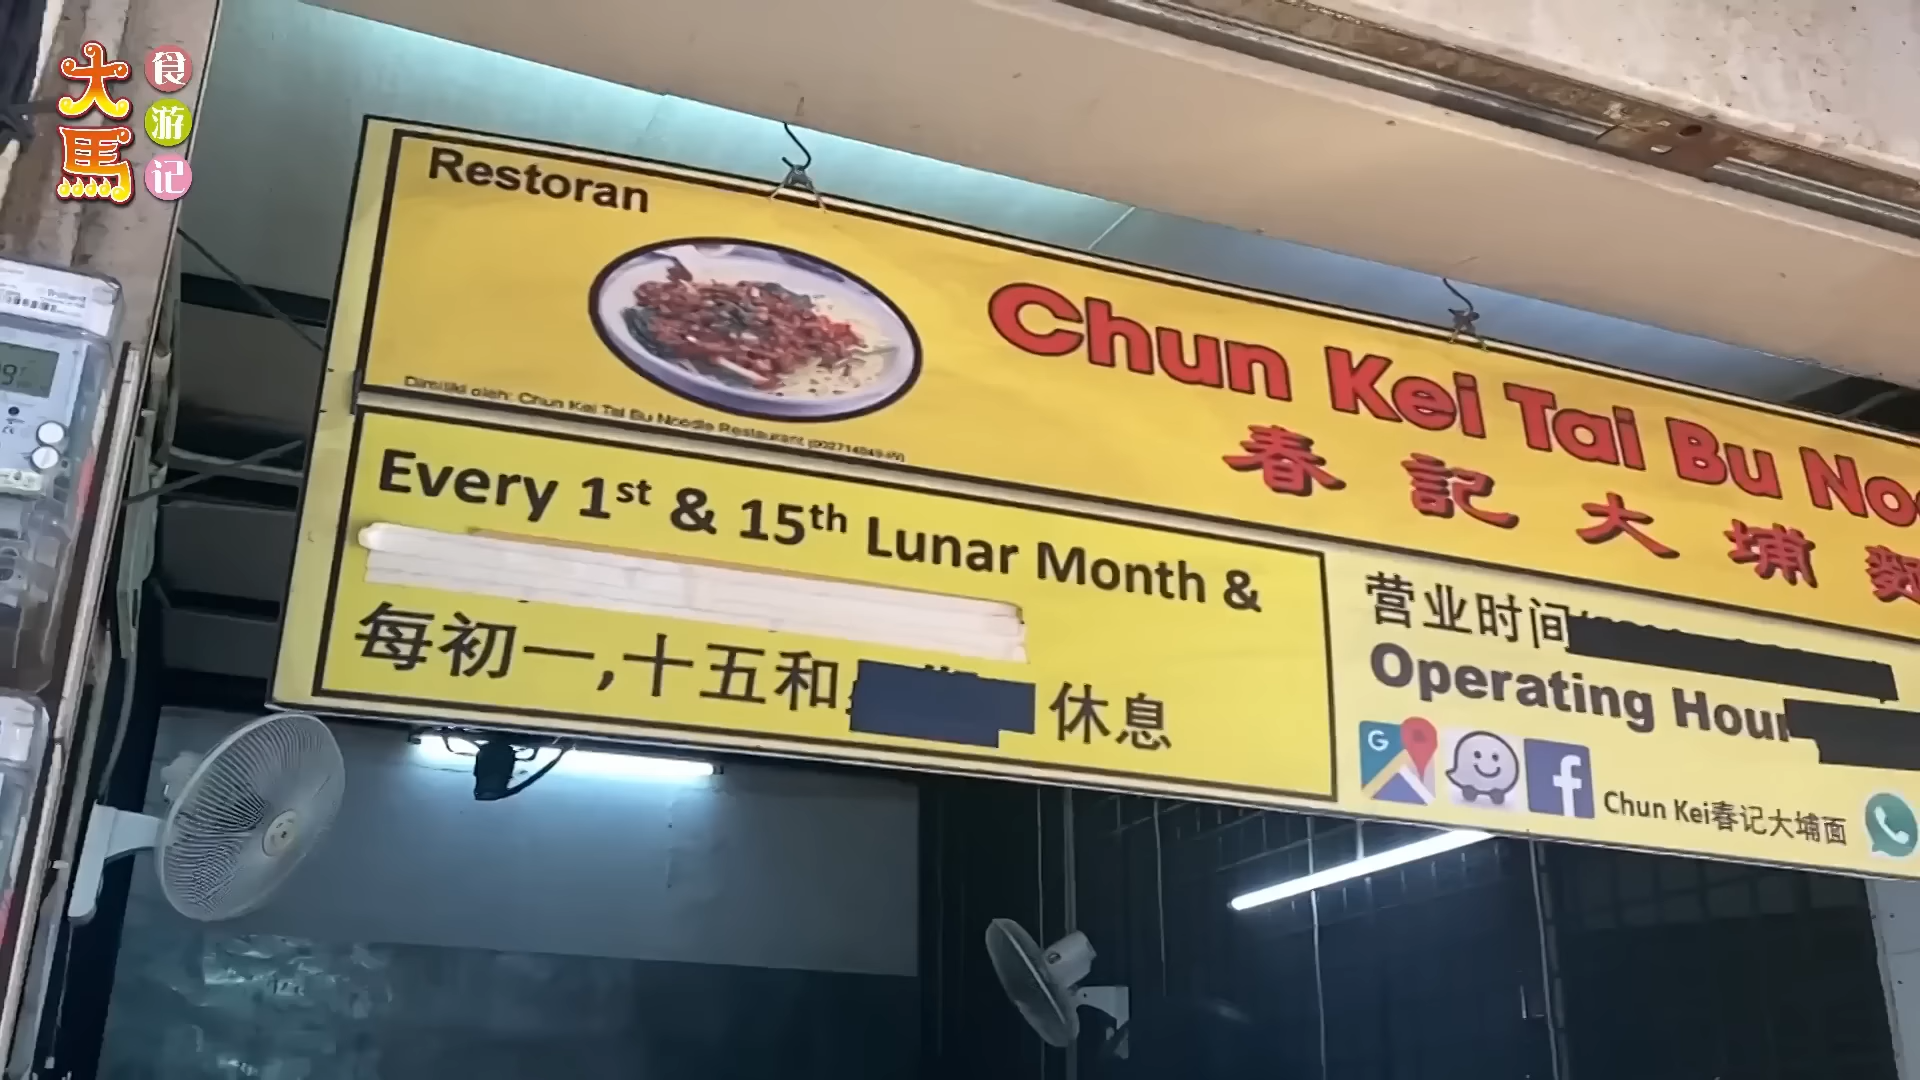 大馬
食游记
Restoran
Chun Kei Tai Bu Noo
春記大埔麵
Dimiliki oleh: Chun Kei Tai Bu Noodle Restaurant
Every 1st & 15th Lunar Month &
每初一,十五和
休息
营业时间
Operating Hour
G
f
Chun Kei春记大埔面